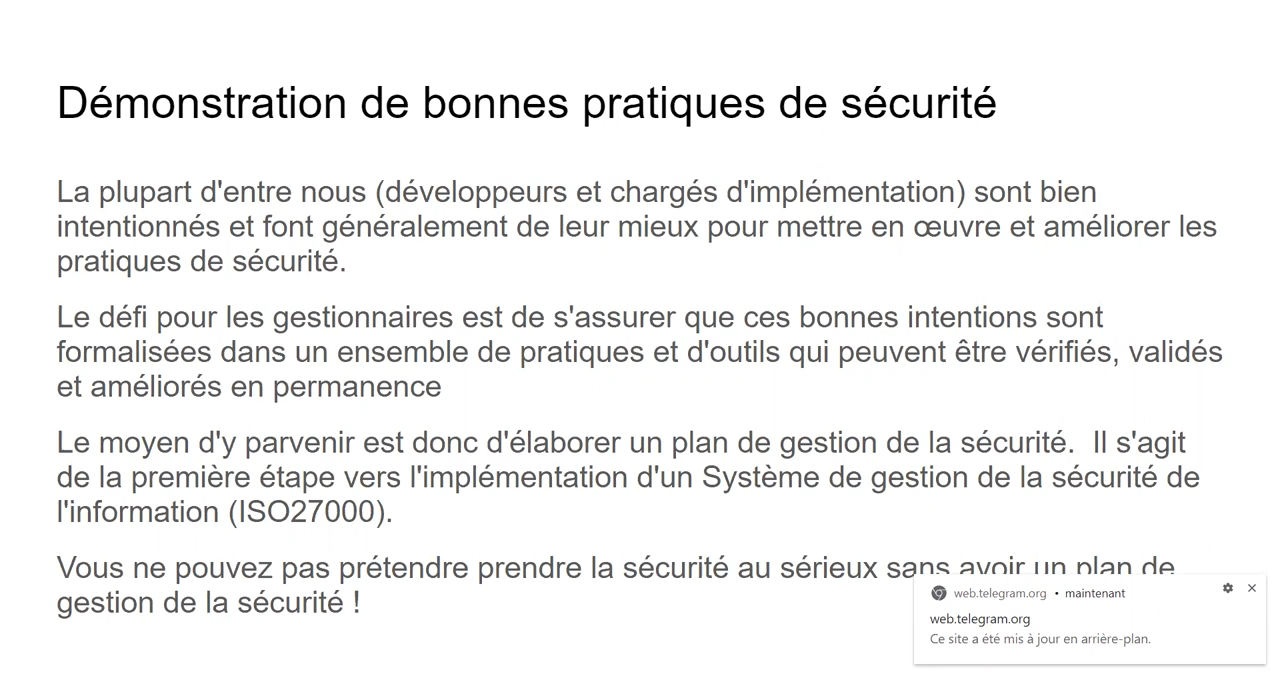 Démonstration de bonnes pratiques de sécurité
La plupart d'entre nous (développeurs et chargés d'implémentation) sont bien
intentionnés et font généralement de leur mieux pour mettre en œuvre et améliorer les
pratiques de sécurité.
Le défi pour les gestionnaires est de s'assurer que ces bonnes intentions sont
formalisées dans un ensemble de pratiques et d'outils qui peuvent être vérifiés, validés
et améliorés en permanence
Le moyen d'y parvenir est donc d'élaborer un plan de gestion de la sécurité.  Il s'agit
de la première étape vers l'implémentation d'un Système de gestion de la sécurité de
l'information (ISO27000).
Vous ne pouvez pas prétendre prendre la sécurité au sérieux sans avoir un plan de
gestion de la sécurité !
web.telegram.org • maintenant
web.telegram.org
Ce site a été mis à jour en arrière-plan.